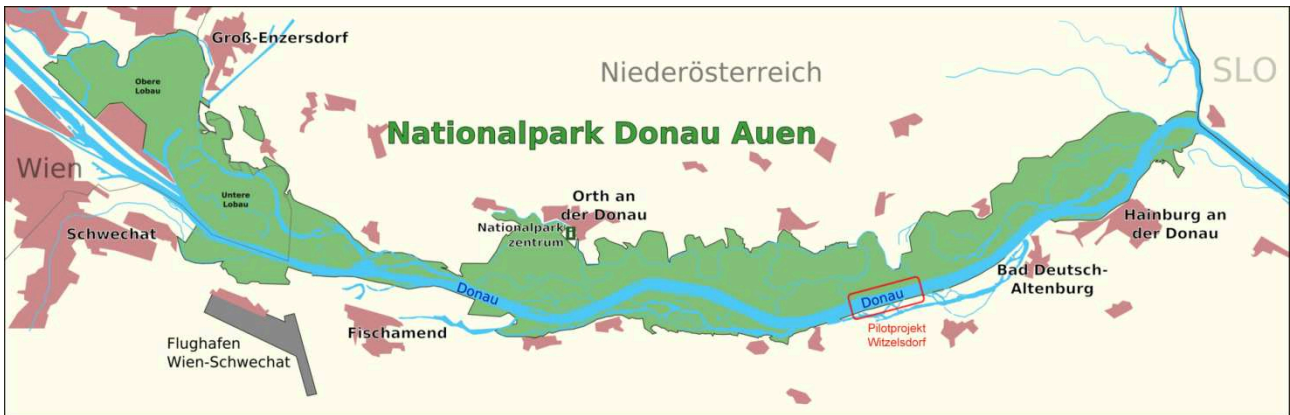 Groß-Enzersdorf
Obere
Lobau
Niederösterreich
SLO
Nationalpark Donau Auen
Wien
Untere
Lobau
Orth an
der Donau
Nationalpark
zentrum
i
Schwechat
Hainburg an
der Donau
Bad Deutsch-
Altenburg
Donau
Donau
Pilotprojekt
Witzelsdorf
Fischamend
Flughafen
Wien-Schwechat